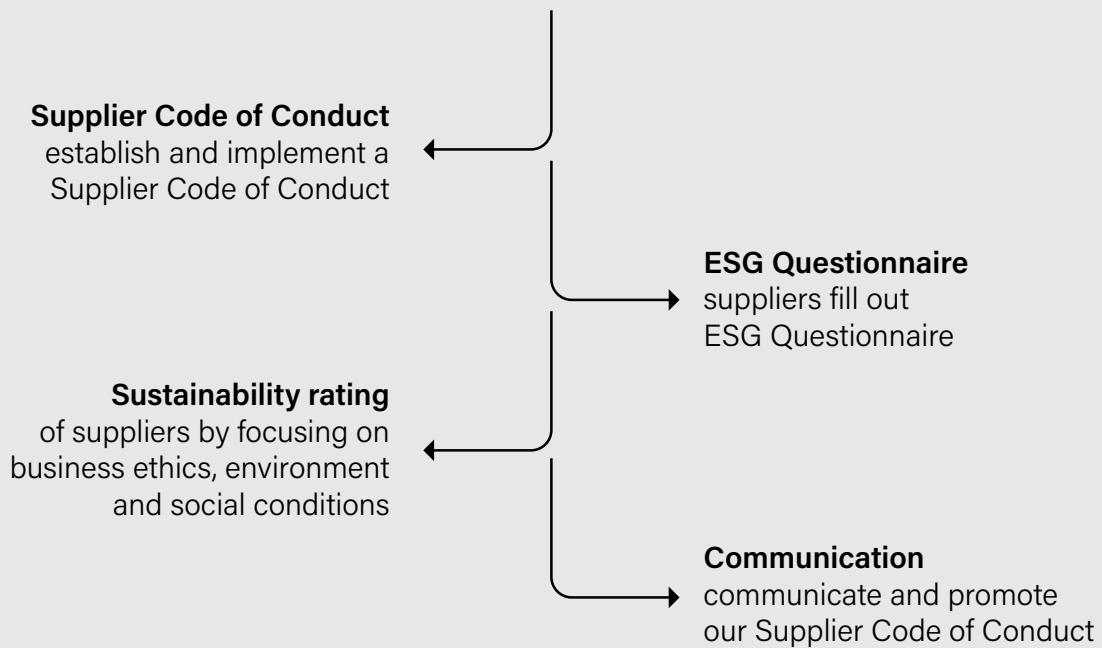 Supplier Code of Conduct
establish and implement a
Supplier Code of Conduct
ESG Questionnaire
suppliers fill out
ESG Questionnaire
Sustainability rating
of suppliers by focusing on
business ethics, environment
and social conditions
Communication
communicate and promote
our Supplier Code of Conduct